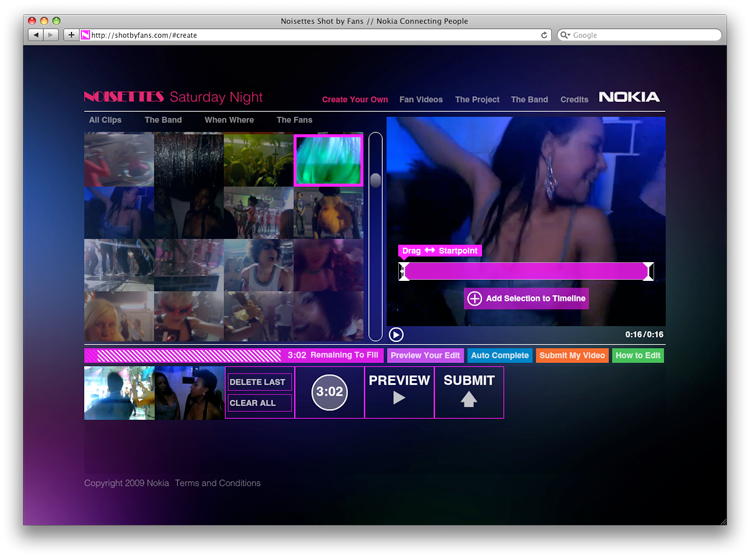 Noisettes Shot by Fans // Nokia Connecting People
http://shotbyfans.com/#create
Google
NOISETTES Saturday Night
Create Your Own Fan Videos The Project The Band Credits NOKIA
All Clips The Band When Where The Fans
Drag Startpoint
Add Selection to Timeline
0:16/0:16
3:02 Remaining To Fill Preview Your Edit Auto Complete Submit My Video How to Edit
DELETE LAST
CLEAR ALL
3:02
PREVIEW
SUBMIT
Copyright 2009 Nokia Terms and Conditions